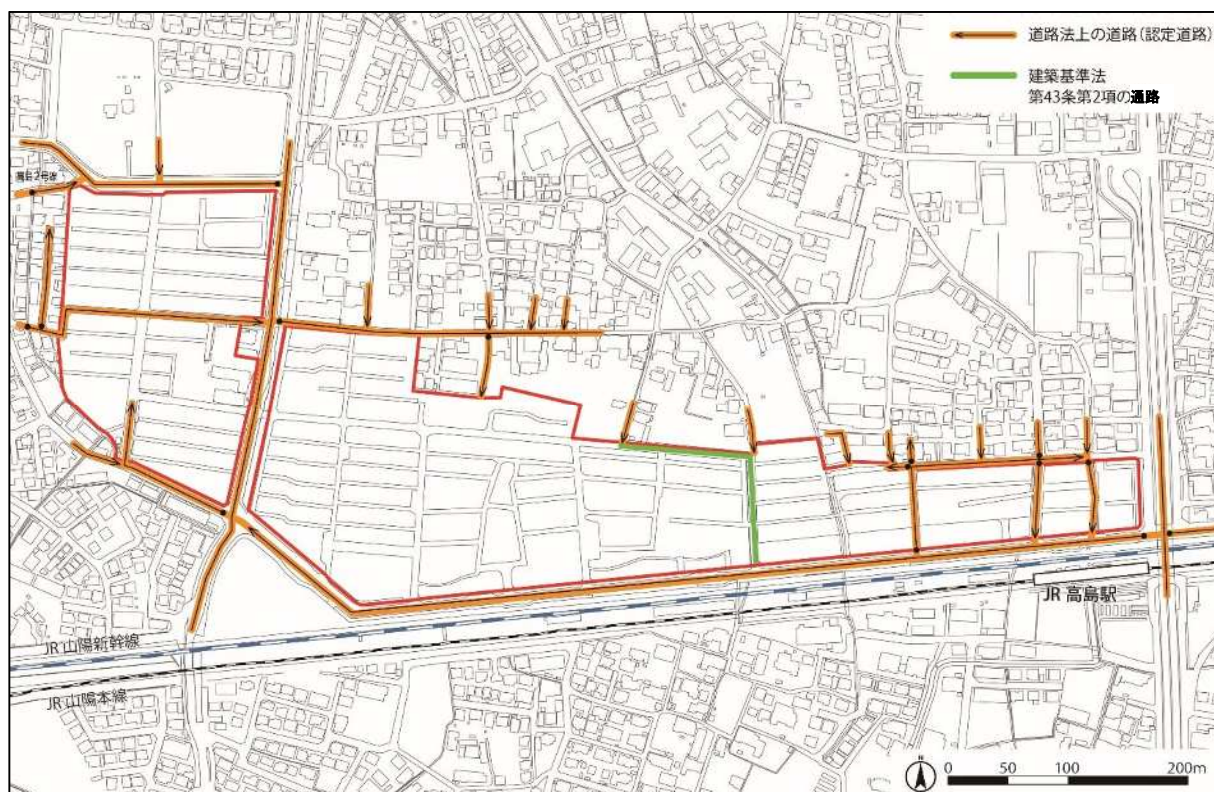 道路法上の道路(認定道路)
建築基準法
第43条第2項の通路
JR 高島駅
JR 山陽新幹線
JR 山陽本線
N
0 50 100 200m